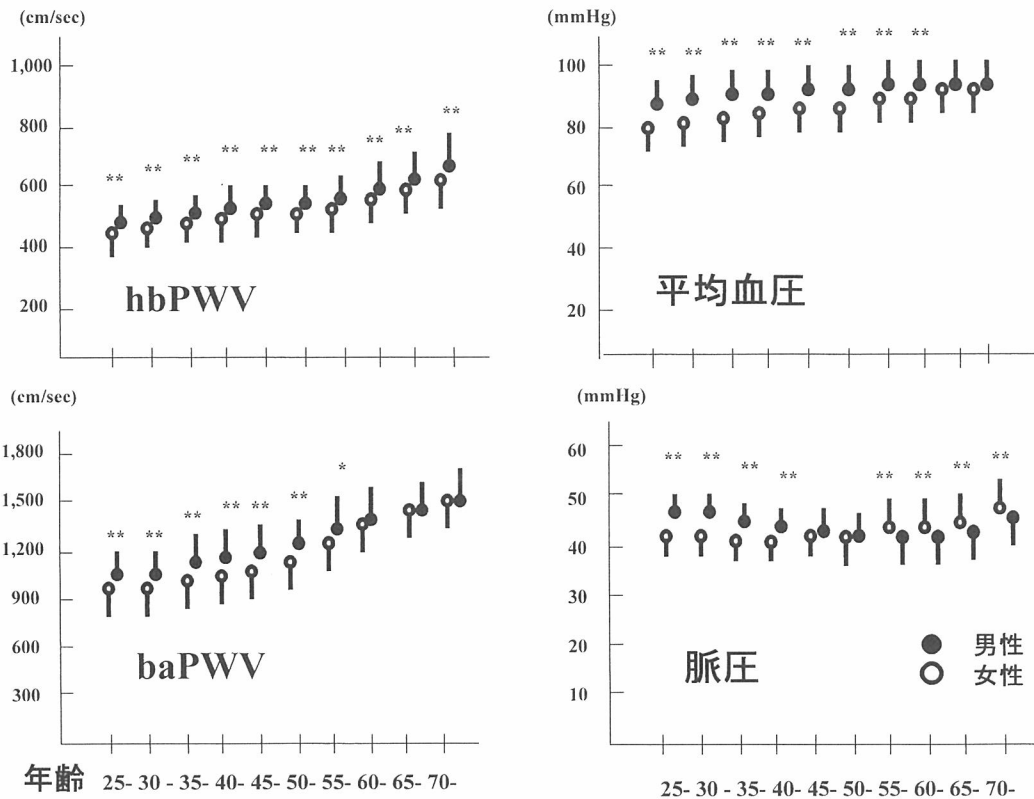 (cm/sec)
1,000
800
600
400
200
** ** ** ** ** ** ** ** ** **
hbPWV
(mmHg)
100
80
60
40
20
** ** ** ** ** ** ** **
平均血圧
(cm/sec)
1,800
1,500
1,200
900
600
300
** ** ** ** ** ** *
baPWV
年齢 25- 30 - 35- 40- 45- 50- 55- 60- 65- 70-
(mmHg)
60
50
40
30
20
10
** ** ** ** ** ** ** **
脈圧
男性
女性
25- 30 - 35- 40- 45- 50- 55- 60- 65- 70-